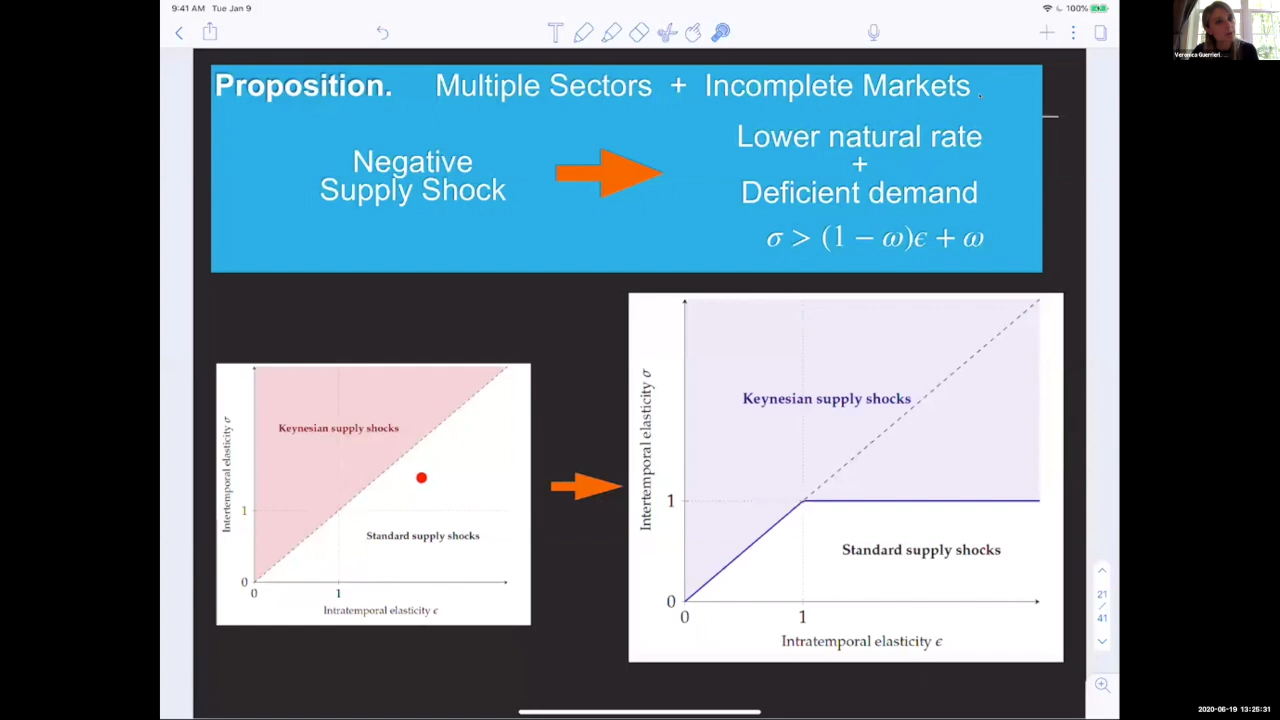 9:41 AM Tue Jan 9
100%
Veronica Guerrieri
Proposition. Multiple Sectors + Incomplete Markets .
Negative
Supply Shock
Lower natural rate
+
Deficient demand
σ > (1 − ω)ϵ + ω
Intertemporal elasticity σ
Keynesian supply shocks
1
Standard supply shocks
0
0 1
Intratemporal elasticity ϵ
Intertemporal elasticity σ
Keynesian supply shocks
1
Standard supply shocks
0
0 1
Intratemporal elasticity ϵ
21
/
41
2020-06-19 13:25:31